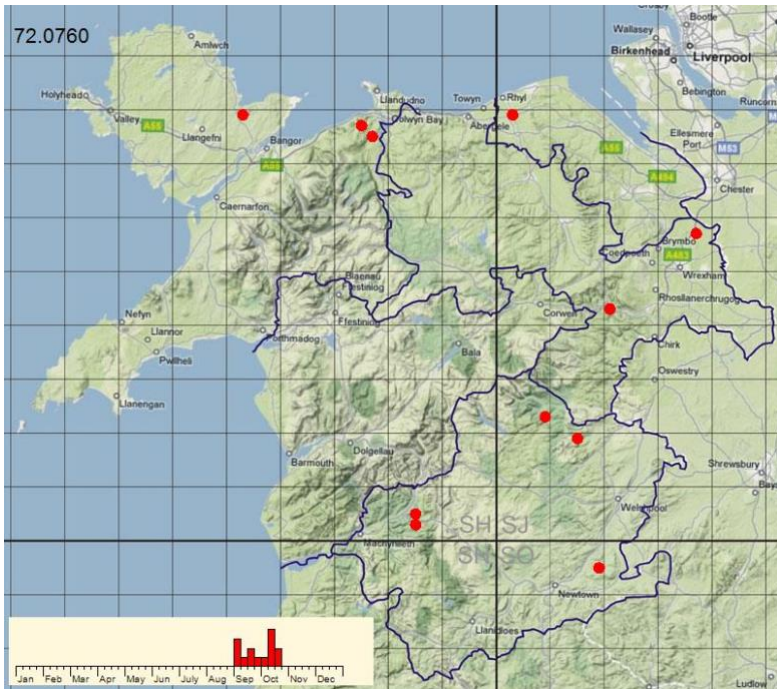 72.0760
Crosby
Bootle
Wallasey
Liverpool
Birkenhead
Amlwch
Bebington
Holyhead
Llandudno
Towyn
Rhyl
Runcorn
Valley
Colwyn Bay
Abergele
A55
Llangefni
Bangor
A55
A55
Ellesmere
Port
M53
A494
Chester
Caernarfon
Brymbo
Coedpoeth
A483
Wrexham
Blaenau
Ffestiniog
Rhosllanerchrugog
Nefyn
Ffestiniog
Corwen
Llannor
Porthmadog
Chirk
Pwllheli
Bala
Oswestry
Llanengan
Dolgellau
Barmouth
Shrewsbury
Bays
Welshpool
SH SJ
Machynlleth
SH SO
Newtown
Llanidloes
Ludlow
Jan Feb Mar Apr May Jun Jul Aug Sep Oct Nov Dec